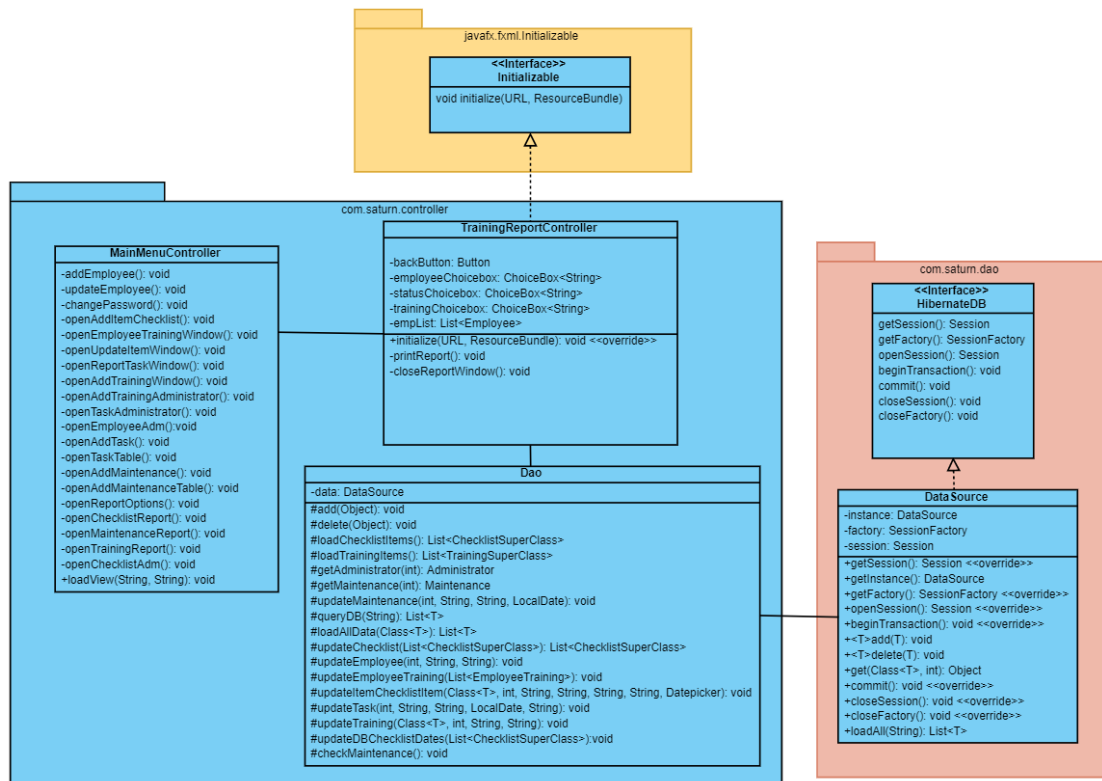 javafx.fxml.Initializable
<<Interface>>
Initializable
void initialize(URL, ResourceBundle)
com.saturn.controller
MainMenuController
-addEmployee(): void
-updateEmployee(): void
-changePassword(): void
-openAddItemChecklist(): void
-openEmployeeTrainingWindow(): void
-openUpdateItemWindow(): void
-openReportTaskWindow(): void
-openAddTrainingWindow(): void
-openAddTrainingAdministrator(): void
-openTaskAdministrator(): void
-openEmployeeAdm():void
-openAddTask(): void
-openTaskTable(): void
-openAddMaintenance(): void
-openAddMaintenanceTable(): void
-openReportOptions(): void
-openChecklistReport(): void
-openMaintenanceReport(): void
-openTrainingReport(): void
-openChecklistAdm(): void
+loadView(String, String): void
TrainingReportController
-backButton: Button
-employeeChoicebox: ChoiceBox<String>
-statusChoicebox: ChoiceBox<String>
-trainingChoicebox: ChoiceBox<String>
-empList: List<Employee>
+initialize(URL, ResourceBundle): void <<override>>
-printReport(): void
-closeReportWindow(): void
Dao
-data: DataSource
#add(Object): void
#delete(Object): void
#loadChecklistItems(): List<ChecklistSuperClass>
#loadTrainingItems(): List<TrainingSuperClass>
#getAdministrator(int): Administrator
#getMaintenance(int): Maintenance
#updateMaintenance(int, String, String, LocalDate): void
#queryDB(String): List<T>
#loadAllData(Class<T>): List<T>
#updateChecklist(List<ChecklistSuperClass>): List<ChecklistSuperClass>
#updateEmployee(int, String, String): void
#updateEmployeeTraining(List<EmployeeTraining>): void
#updateItemChecklistItem(Class<T>, int, String, String, String, String, Datepicker): void
#updateTask(int, String, String, LocalDate, String): void
#updateTraining(Class<T>, int, String, String): void
#updateDBChecklistDates(List<ChecklistSuperClass>):void
#checkMaintenance(): void
com.saturn.dao
<<Interface>>
HibernateDB
getSession(): Session
getFactory(): SessionFactory
openSession(): Session
beginTransaction(): void
commit(): void
closeSession(): void
closeFactory(): void
DataSource
-instance: DataSource
-factory: SessionFactory
-session: Session
+getSession(): Session <<override>>
+getInstance(): DataSource
+getFactory(): SessionFactory <<override>>
+openSession(): Session <<override>>
+beginTransaction(): void <<override>>
+<T>add(T): void
+<T>delete(T): void
+get(Class<T>, int): Object
+commit(): void <<override>>
+closeSession(): void <<override>>
+closeFactory(): void <<override>>
+loadAll(String): List<T>